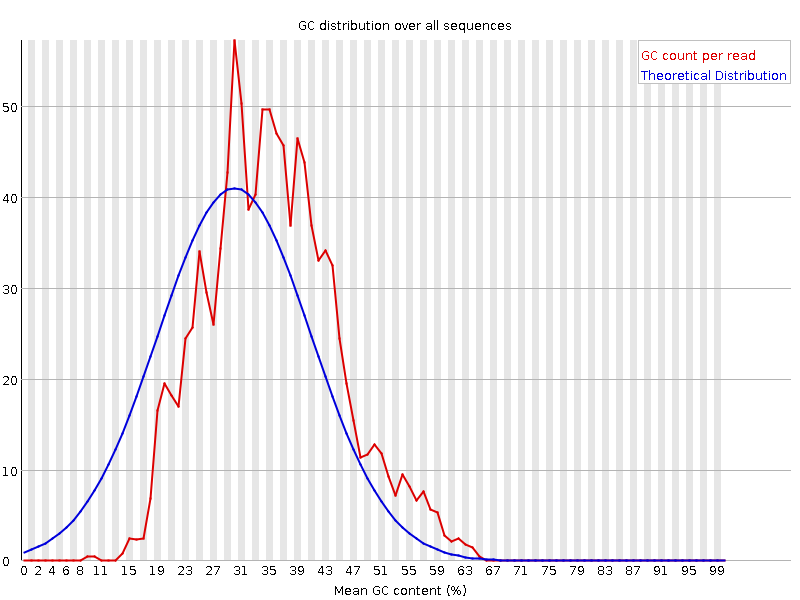 GC distribution over all sequences
GC count per read
Theoretical Distribution
50
40
30
20
10
0
0 2 4 6 8 11 15 19 23 27 31 35 39 43 47 51 55 59 63 67 71 75 79 83 87 91 95 99
Mean GC content (%)